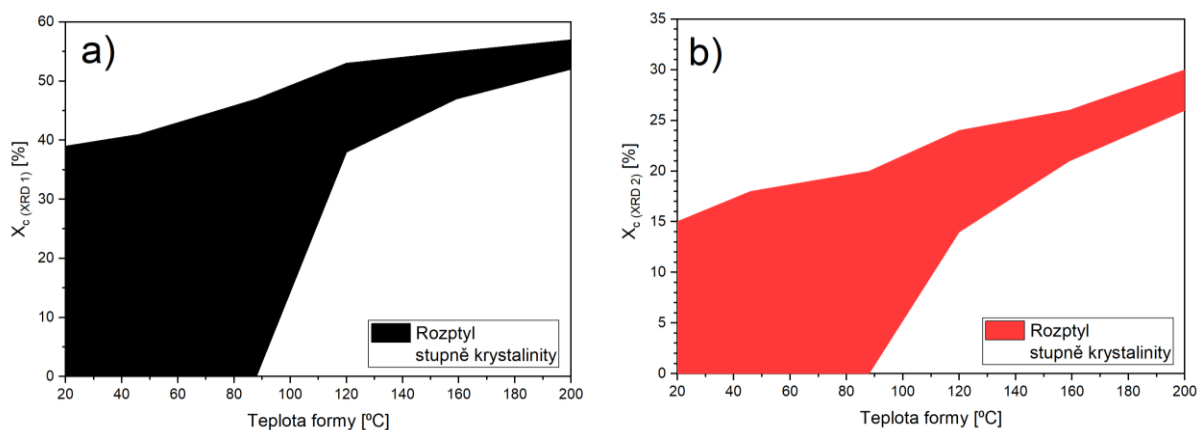 a)
60
50
40
30
20
10
0
X_c (XRD 1) [%]
20 40 60 80 100 120 140 160 180 200
Teplota formy [ºC]
Rozptyl
stupně krystalinity
b)
35
30
25
20
15
10
5
0
X_c (XRD 2) [%]
20 40 60 80 100 120 140 160 180 200
Teplota formy [ºC]
Rozptyl
stupně krystalinity